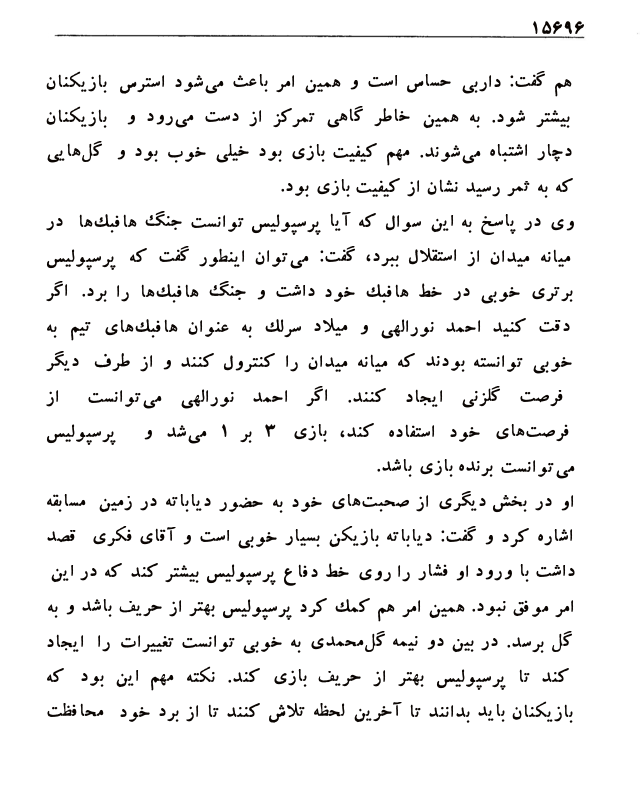 ۱۵۶۹۶
هم گفت: داربی حساس است و همین امر باعث می‌شود استرس بازیکنان
بیشتر شود. به همین خاطر گاهی تمرکز از دست می‌رود و بازیکنان
دچار اشتباه می‌شوند. مهم کیفیت بازی بود خیلی خوب بود و گل‌هایی
که به ثمر رسید نشان از کیفیت بازی بود.
وی در پاسخ به این سوال که آیا پرسپولیس توانست جنگ هافبك‌ها در
میانه میدان از استقلال ببرد، گفت: می‌توان اینطور گفت که پرسپولیس
برتری خوبی در خط هافبك خود داشت و جنگ هافبك‌ها را برد. اگر
دقت کنید احمد نورالهی و میلاد سرلك به عنوان هافبك‌های تیم به
خوبی توانسته بودند که میانه میدان را کنترول کنند و از طرف دیگر
فرصت گلزنی ایجاد کنند. اگر احمد نورالهی می‌توانست از
فرصت‌های خود استفاده کند، بازی ۳ بر ۱ می‌شد و پرسپولیس
می‌توانست برنده بازی باشد.
او در بخش دیگری از صحبت‌های خود به حضور دیاباته در زمین مسابقه
اشاره کرد و گفت: دیاباته بازیکن بسیار خوبی است و آقای فکری قصد
داشت با ورود او فشار را روی خط دفاع پرسپولیس بیشتر کند که در این
امر موفق نبود. همین امر هم کمك کرد پرسپولیس بهتر از حریف باشد و به
گل برسد. در بین دو نیمه گل‌محمدی به خوبی توانست تغییرات را ایجاد
کند تا پرسپولیس بهتر از حریف بازی کند. نکته مهم این بود که
بازیکنان باید بدانند تا آخرین لحظه تلاش کنند تا از برد خود محافظت